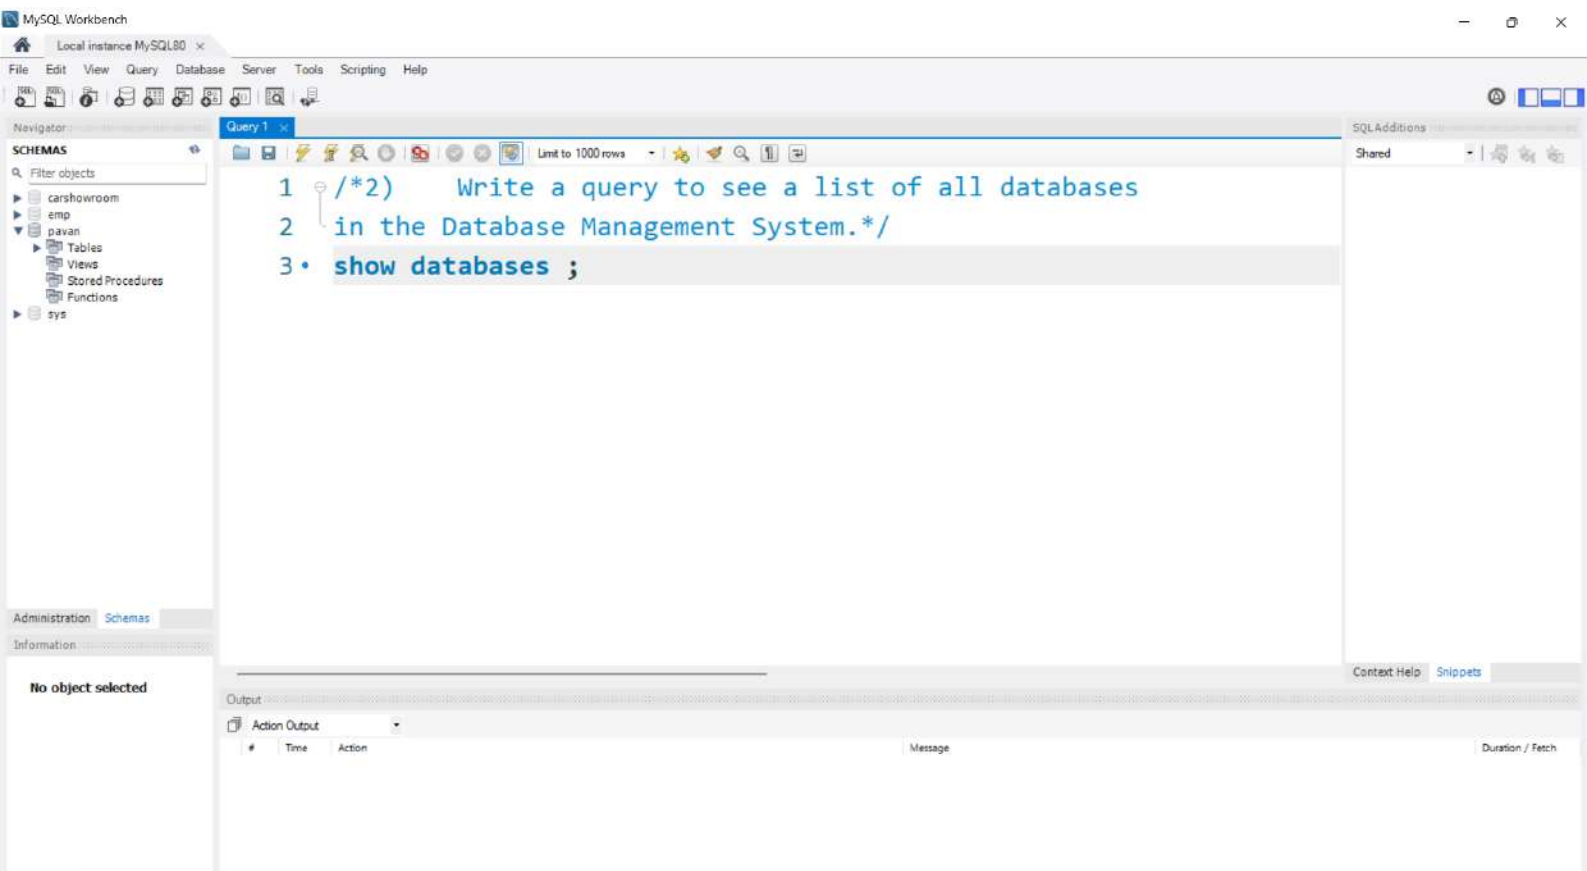 MySQL Workbench
Local instance MySQL80
File Edit View Query Database Server Tools Scripting Help
Navigator
SCHEMAS
Filter objects
carshowroom
emp
pavan
Tables
Views
Stored Procedures
Functions
sys
Administration Schemas
Information
No object selected
Query 1
Limit to 1000 rows
1 /*2) Write a query to see a list of all databases
2 in the Database Management System.*/
3 show databases ;
Output
Action Output
# Time Action Message Duration / Fetch
SQLAdditions
Shared
Context Help Snippets